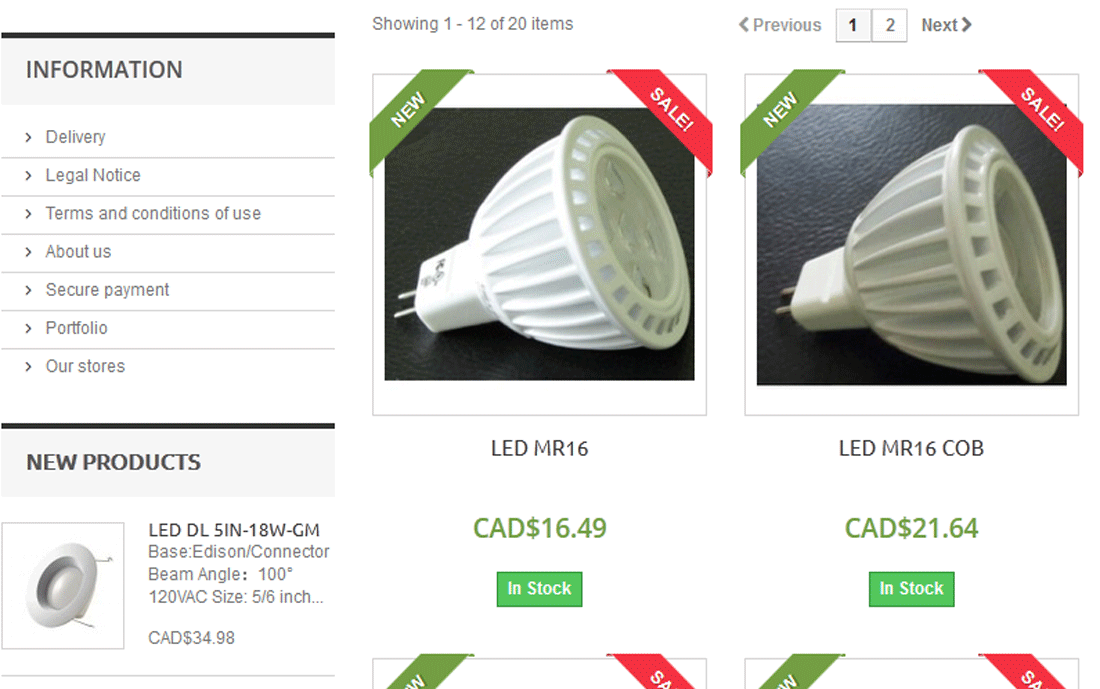 Showing 1 - 12 of 20 items
Previous 1 2 Next
INFORMATION
Delivery
Legal Notice
Terms and conditions of use
About us
Secure payment
Portfolio
Our stores
NEW PRODUCTS
LED DL 5IN-18W-GM
Base:Edison/Connector
Beam Angle：100°
120VAC Size: 5/6 inch...
CAD$34.98
NEW
SALE!
LED MR16
CAD$16.49
In Stock
NEW
SALE!
LED MR16 COB
CAD$21.64
In Stock